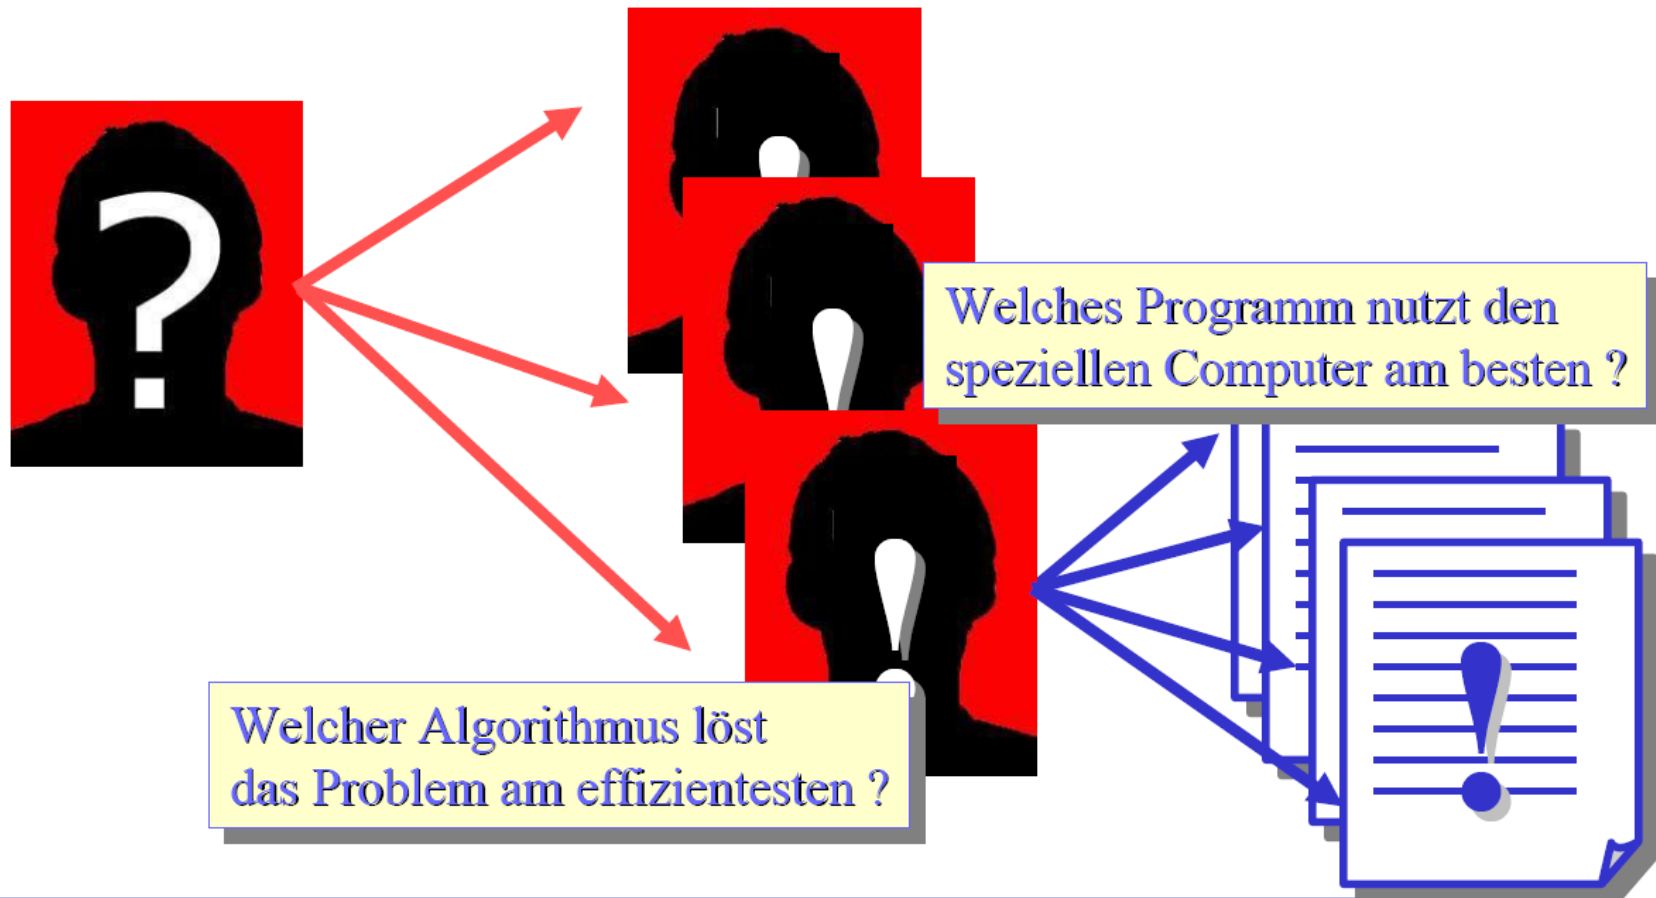 ?
!
!
!
Welches Programm nutzt den
speziellen Computer am besten ?
!
Welcher Algorithmus löst
das Problem am effizientesten ?